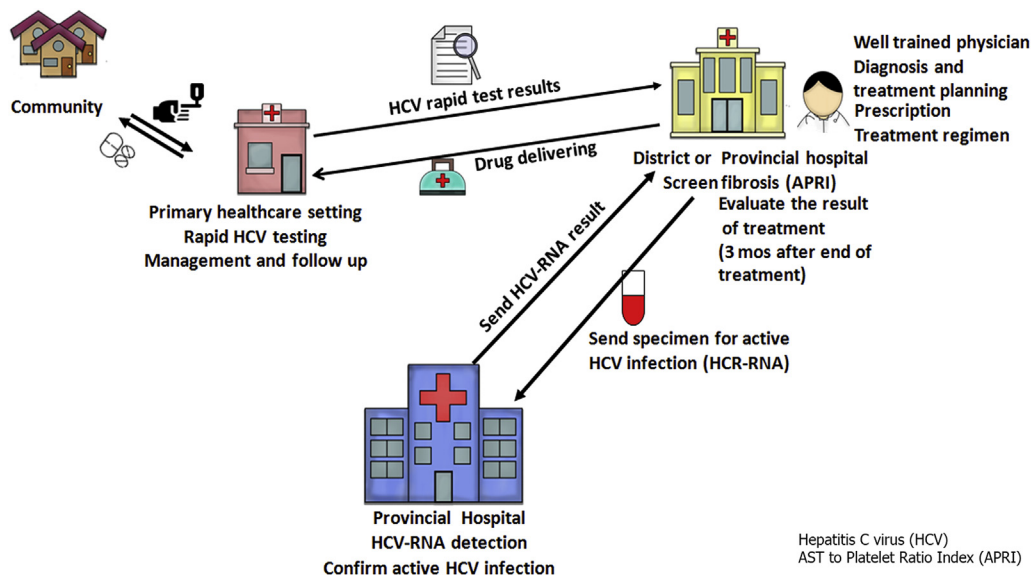 Community
HCV rapid test results
Drug delivering
Well trained physician
Diagnosis and
treatment planning
Prescription
Treatment regimen
Primary healthcare setting
Rapid HCV testing
Management and follow up
District or Provincial hospital
Screen fibrosis (APRI)
Evaluate the result
of treatment
(3 mos after end of
treatment)
Send HCV-RNA result
Send specimen for active
HCV infection (HCR-RNA)
Provincial Hospital
HCV-RNA detection
Confirm active HCV infection
Hepatitis C virus (HCV)
AST to Platelet Ratio Index (APRI)